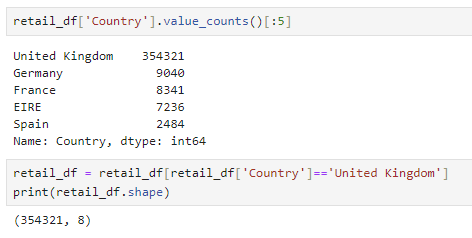 retail_df['Country'].value_counts()[:5]
United Kingdom    354321
Germany             9040
France              8341
EIRE                7236
Spain               2484
Name: Country, dtype: int64
retail_df = retail_df[retail_df['Country']=='United Kingdom']
print(retail_df.shape)
(354321, 8)